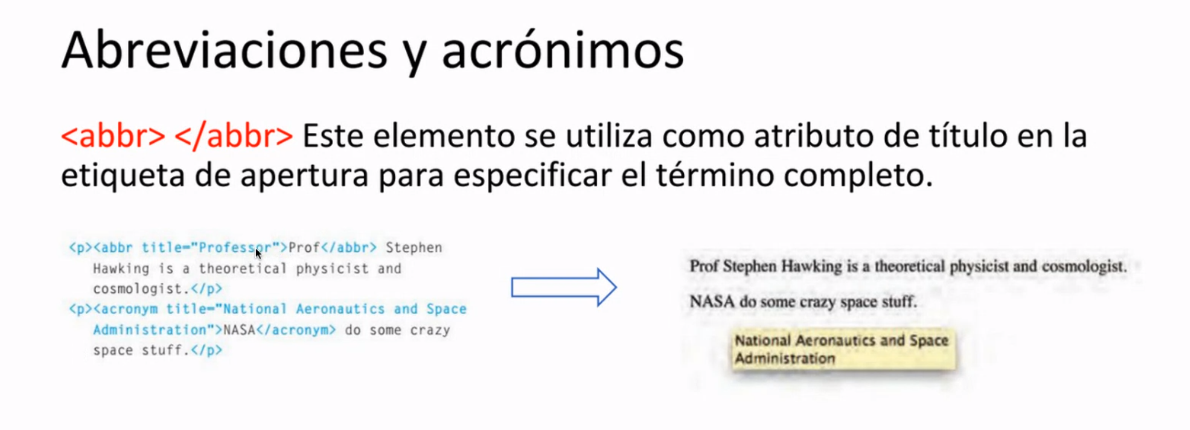 Abreviaciones y acrónimos
<abbr> </abbr> Este elemento se utiliza como atributo de título en la
etiqueta de apertura para especificar el término completo.
<p><abbr title="Professor">Prof</abbr> Stephen
Hawking is a theoretical physicist and
cosmologist.</p>
<p><acronym title="National Aeronautics and Space
Administration">NASA</acronym> do some crazy
space stuff.</p>
Prof Stephen Hawking is a theoretical physicist and cosmologist.
NASA do some crazy space stuff.
National Aeronautics and Space
Administration